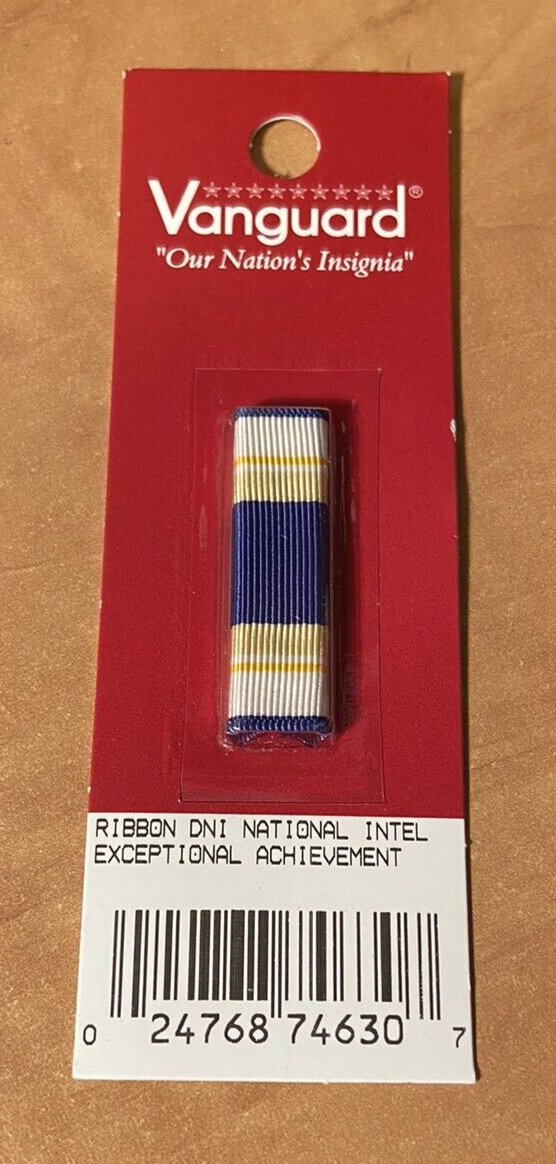 Vanguard®
"Our Nation's Insignia"
RIBBON DNI NATIONAL INTEL
EXCEPTIONAL ACHIEVEMENT
0 24768 74630 7